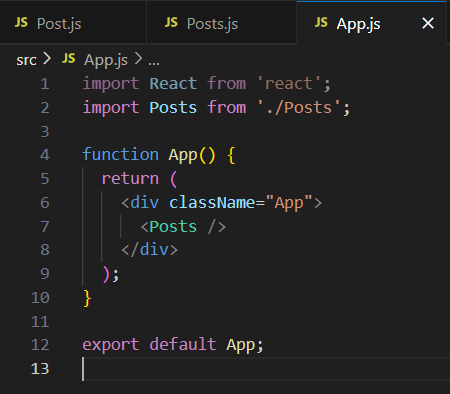 JS Post.js JS Posts.js JS App.js ×
src > JS App.js > ...
1 import React from 'react';
2 import Posts from './Posts';
3
4 function App() {
5   return (
6     <div className="App">
7       <Posts />
8     </div>
9   );
10 }
11
12 export default App;
13